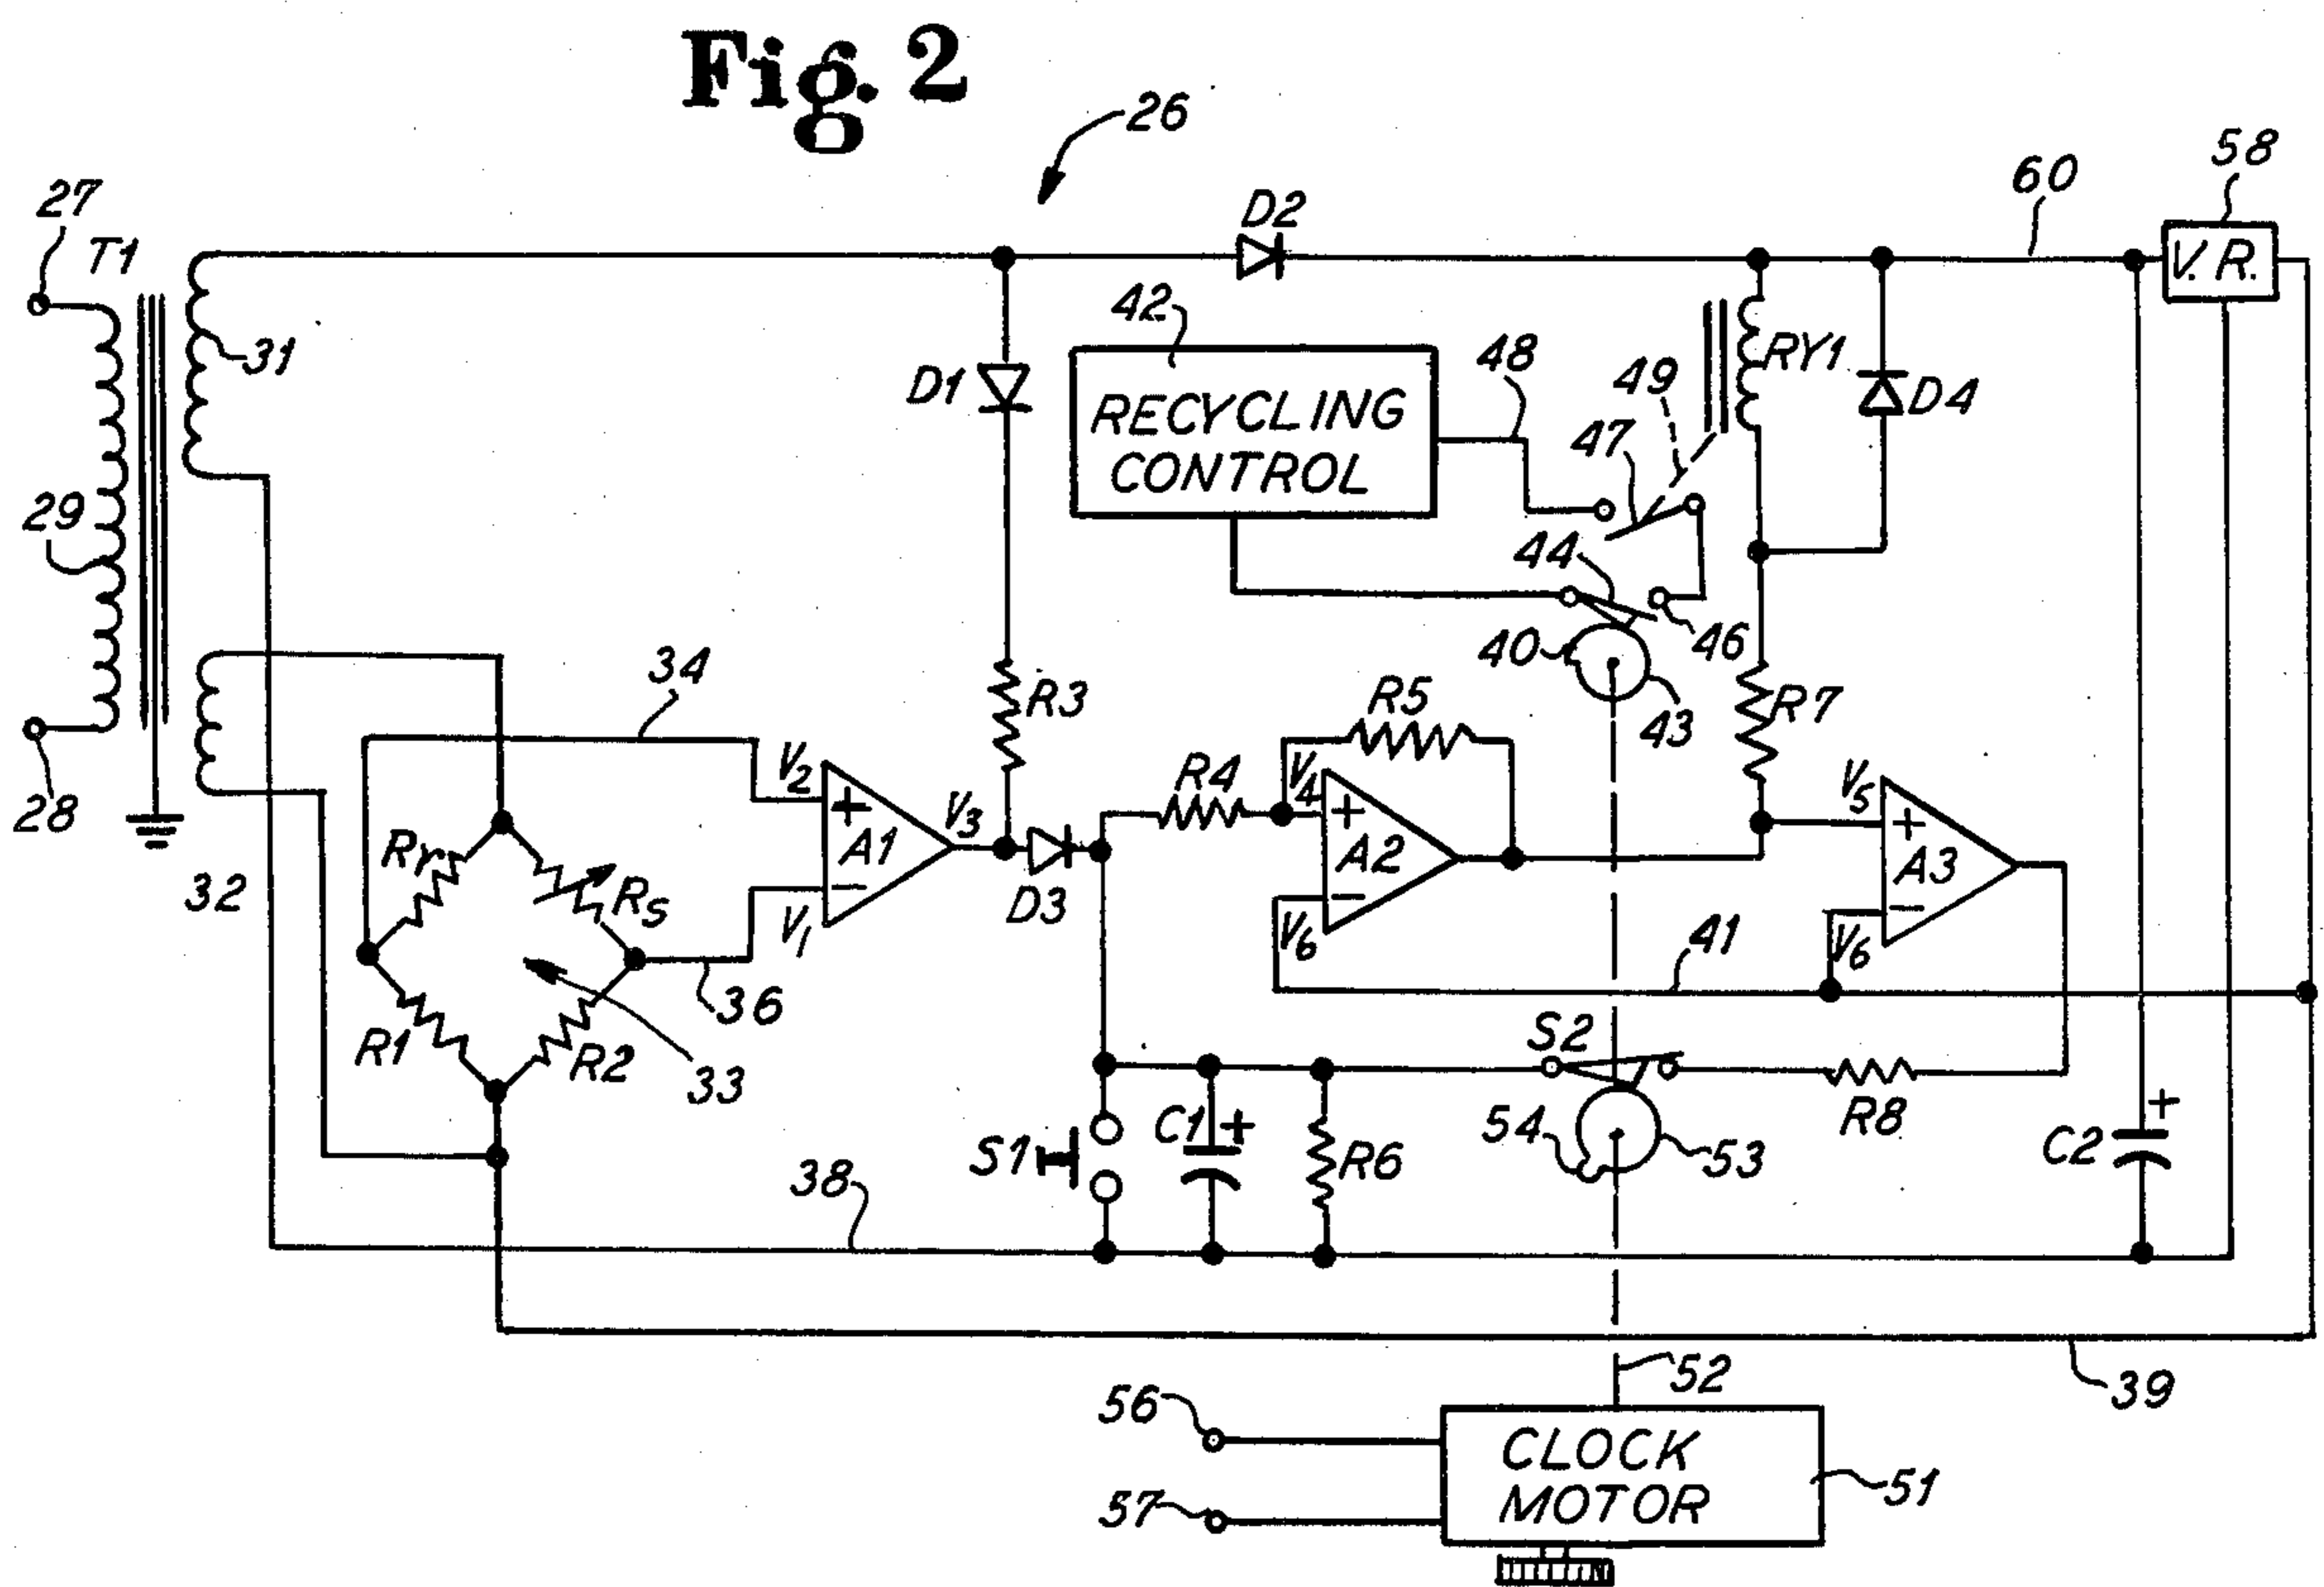 Fig. 2
26
58
27
T1
D2
60
42
31
D1
RECYCLING
CONTROL
48
49
RY1
D4
47
29
44
40
46
34
R3
R5
43
R7
28
V2
V3
R4
V4
V5
+
A1
−
+
A2
−
+
A3
−
RY
RS
32
V1
D3
V6
V6
41
36
R1
R2
33
S2
S1
C1
+
R6
54
53
R8
C2
+
38
52
39
56
57
CLOCK
MOTOR
51
V.R.